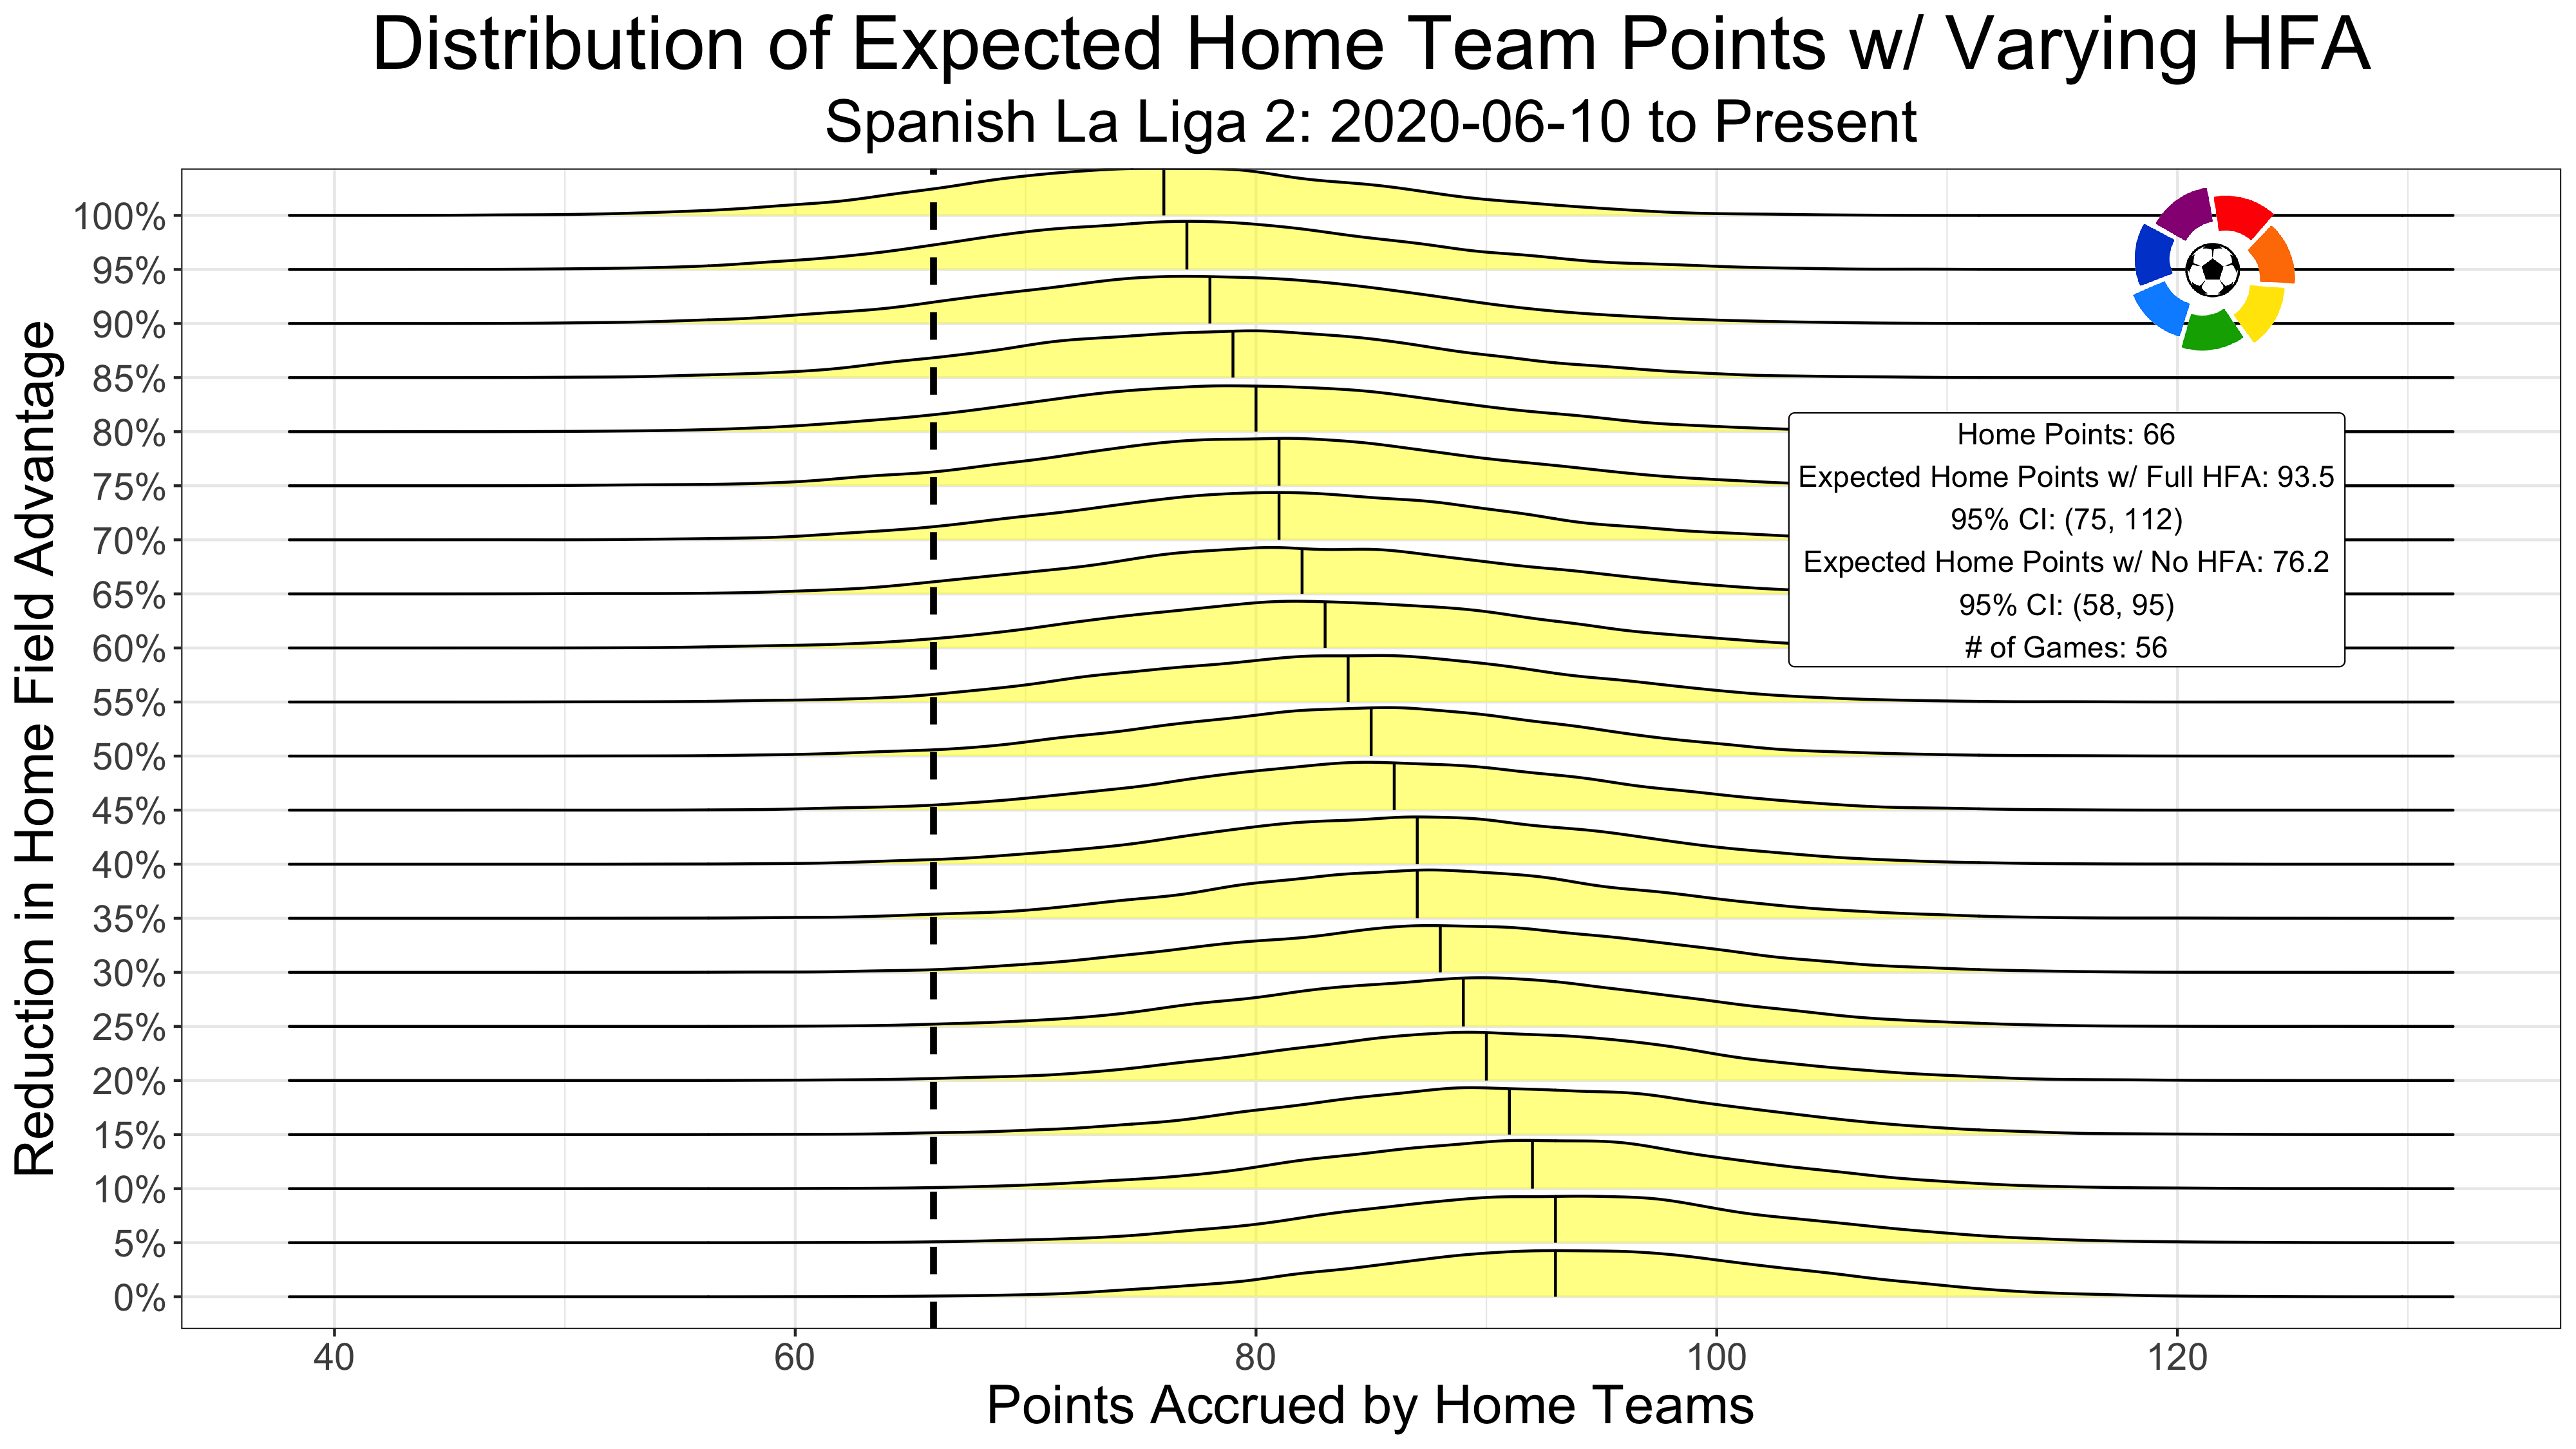 Distribution of Expected Home Team Points w/ Varying HFA
Spanish La Liga 2: 2020-06-10 to Present
Reduction in Home Field Advantage
100%
95%
90%
85%
80%
75%
70%
65%
60%
55%
50%
45%
40%
35%
30%
25%
20%
15%
10%
5%
0%
Home Points: 66
Expected Home Points w/ Full HFA: 93.5
95% CI: (75, 112)
Expected Home Points w/ No HFA: 76.2
95% CI: (58, 95)
# of Games: 56
40 60 80 100 120
Points Accrued by Home Teams